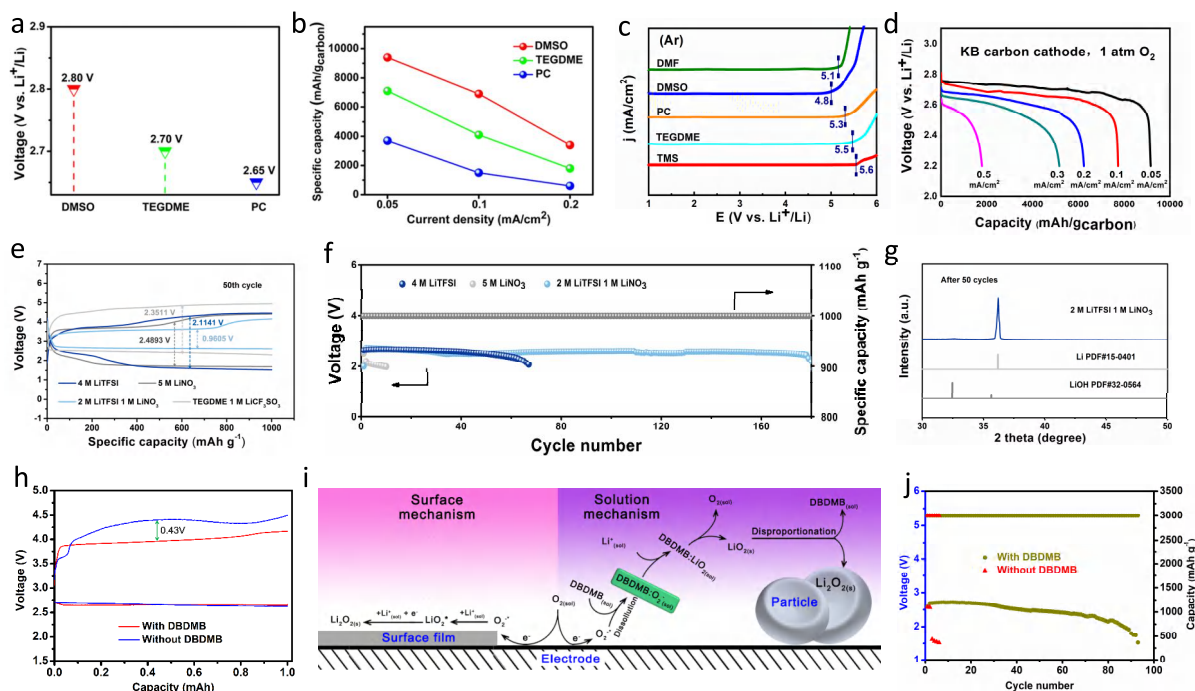 a
2.9
2.8
2.7
Voltage (V vs. Li⁺/Li)
2.80 V
2.70 V
2.65 V
DMSO TEGDME PC
b
10000
8000
6000
4000
2000
0
Specific capacity (mAh/gcarbon)
DMSO
TEGDME
PC
0.05 0.1 0.2
Current density (mA/cm²)
c
(Ar)
j (mA/cm²)
DMF
5.1
DMSO
4.8
PC
5.3
TEGDME
5.5
TMS
5.6
1 2 3 4 5 6
E (V vs. Li⁺/Li)
d
KB carbon cathode, 1 atm O₂
3.0
2.8
2.6
2.4
2.2
2.0
Voltage (V vs. Li⁺/Li)
0.5 0.3 0.2 0.1 0.05
mA/cm² mA/cm² mA/cm² mA/cm² mA/cm²
0 2000 4000 6000 8000 10000
Capacity (mAh/gcarbon)
e
50th cycle
7
6
5
4
3
2
1
0
-1
Voltage (V)
2.3511
2.1141
2.4893
0.9605
4 M LiTFSI 5 M LiNO₃
2 M LiTFSI 1 M LiNO₃ TEGDME 1 M LiCF₃SO₃
0 200 400 600 800 1000
Specific capacity (mAh g⁻¹)
f
4 M LiTFSI 5 M LiNO₃ 2 M LiTFSI 1 M LiNO₃
6
4
2
0
Voltage (V)
1100
1000
900
800
Specific capacity (mAh g⁻¹)
0 40 80 120 160
Cycle number
g
After 50 cycles
2 M LiTFSI 1 M LiNO₃
Li PDF#15-0401
LiOH PDF#32-0564
Intensity (a.u.)
30 35 40 45 50
2 theta (degree)
h
5.0
4.5
4.0
3.5
3.0
2.5
2.0
1.5
Voltage (V)
0.43V
With DBDMB
Without DBDMB
0.0 0.2 0.4 0.6 0.8 1.0
Capacity (mAh)
i
Surface
mechanism
Solution
mechanism
O₂(sol)
DBDMB(sol)
Disproportionation
LiO₂(s)
Li⁺(sol)
DBDMB:LiO₂(sol)
DBDMB:O₂⁻(sol)
DBDMB(sol)
Dissolution
O₂(sol)
O₂⁻*
Li₂O₂(s) +Li⁺(sol) + e⁻ LiO₂* +Li⁺(sol) O₂⁻*
Surface film
e⁻ e⁻
Electrode
Particle
Li₂O₂(s)
j
6
5
4
3
2
1
Voltage (V)
With DBDMB
Without DBDMB
3500
3000
2500
2000
1500
1000
500
0
Capacity (mAh g⁻¹)
0 20 40 60 80 100
Cycle number